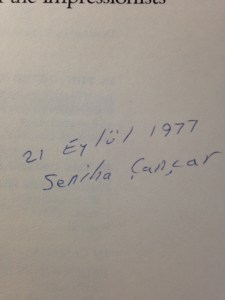 the Impressionists
21 Eylül 1977
Seniha Çançar